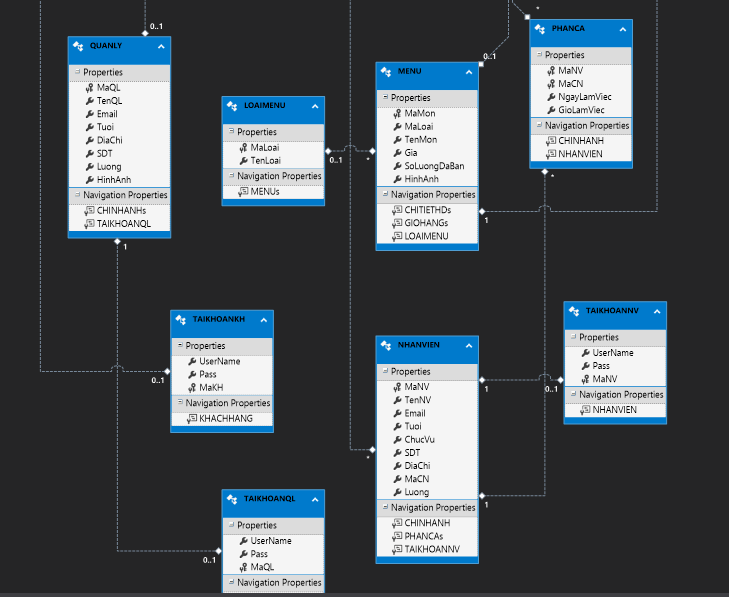 0..1
QUANLY
Properties
MaQL
TenQL
Email
Tuoi
DiaChi
SDT
Luong
HinhAnh
Navigation Properties
CHINHANHs
TAIKHOANQL
1
LOAIMENU
Properties
MaLoai
TenLoai
Navigation Properties
MENUs
0..1
*
0..1
MENU
Properties
MaMon
MaLoai
TenMon
Gia
SoLuongDaBan
HinhAnh
Navigation Properties
CHITIETHDs
GIOHANGs
LOAIMENU
1
*
PHANCA
Properties
MaNV
MaCN
NgayLamViec
GioLamViec
Navigation Properties
CHINHANH
NHANVIEN
*
TAIKHOANKH
Properties
UserName
Pass
MaKH
Navigation Properties
KHACHHANG
0..1
NHANVIEN
Properties
MaNV
TenNV
Email
Tuoi
ChucVu
SDT
DiaChi
MaCN
Luong
Navigation Properties
CHINHANH
PHANCAs
TAIKHOANNV
*
1
1
0..1
TAIKHOANNV
Properties
UserName
Pass
MaNV
Navigation Properties
NHANVIEN
TAIKHOANQL
Properties
UserName
Pass
MaQL
Navigation Properties
0..1